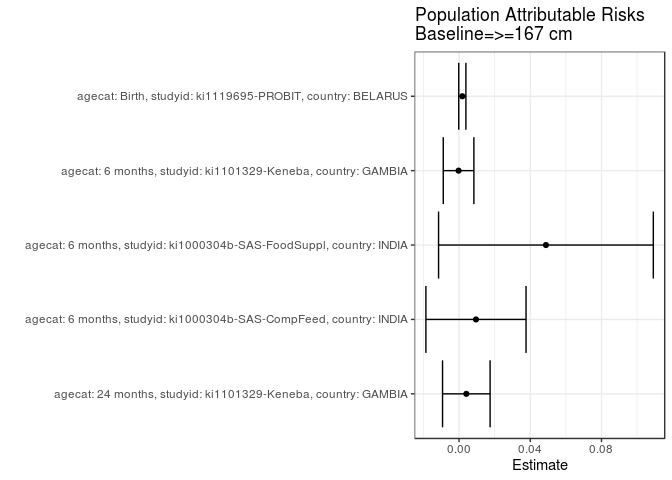 Population Attributable Risks
Baseline=>=167 cm
agecat: Birth, studyid: ki1119695-PROBIT, country: BELARUS
agecat: 6 months, studyid: ki1101329-Keneba, country: GAMBIA
agecat: 6 months, studyid: ki1000304b-SAS-FoodSuppl, country: INDIA
agecat: 6 months, studyid: ki1000304b-SAS-CompFeed, country: INDIA
agecat: 24 months, studyid: ki1101329-Keneba, country: GAMBIA
0.00 0.04 0.08
Estimate